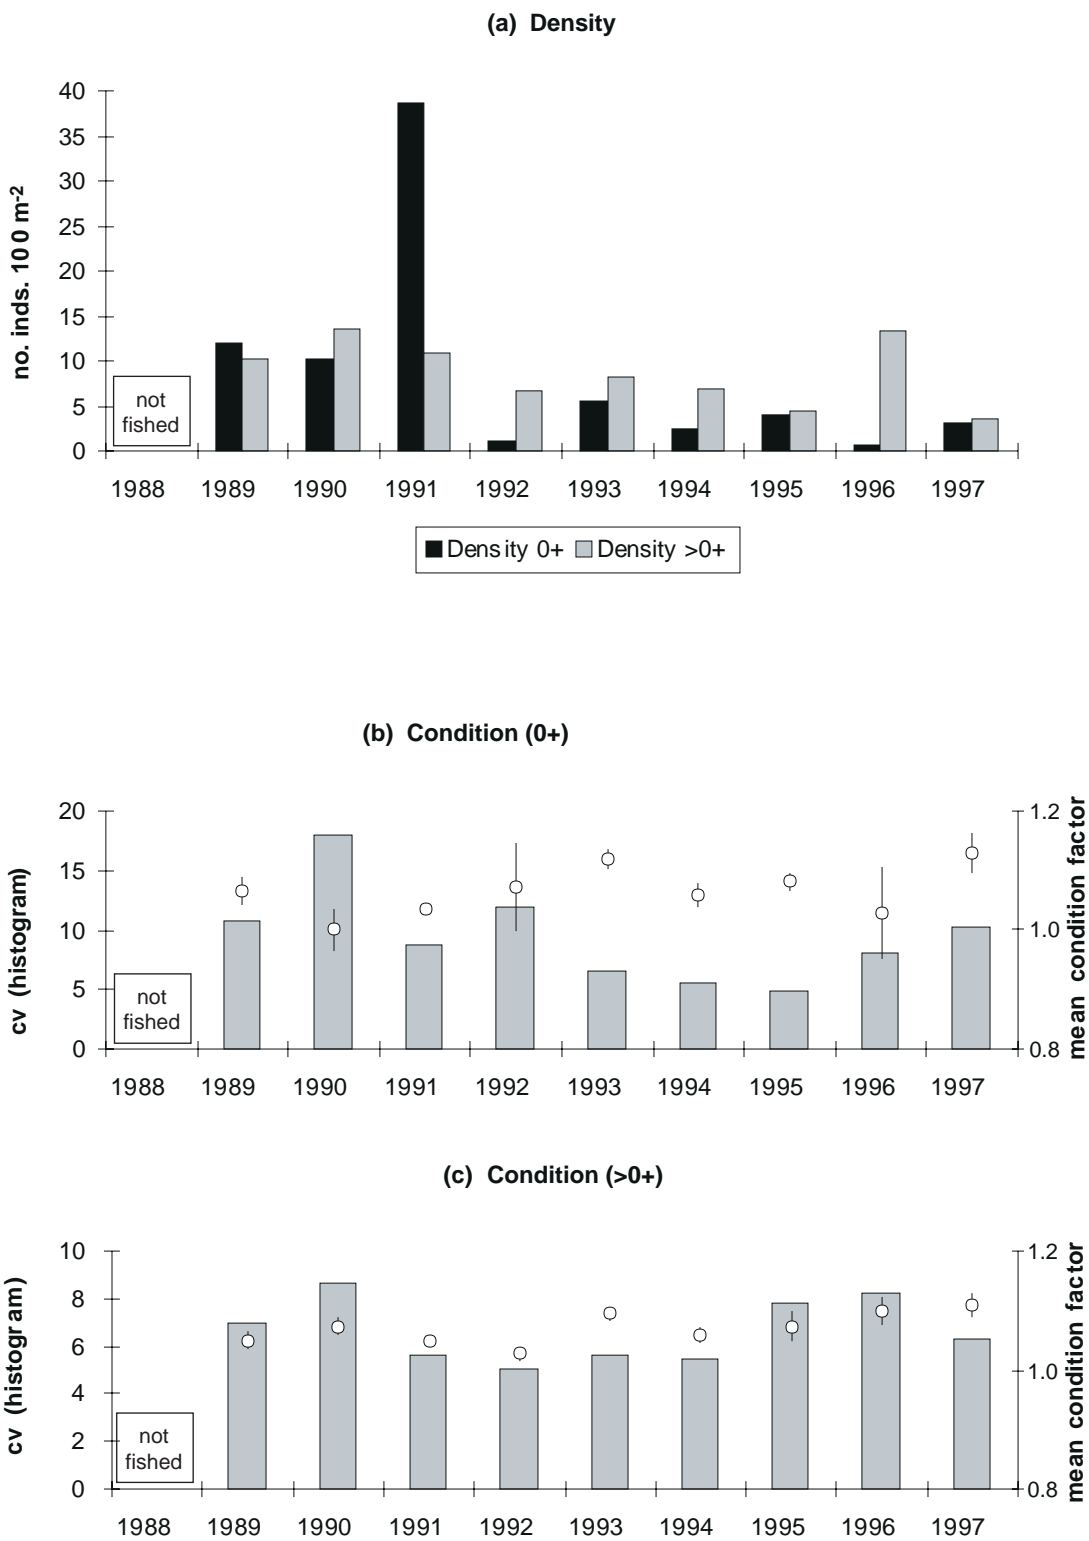 (a) Density
no. inds. 100 m-2
40
35
30
25
20
15
10
5
0
not
fished
1988 1989 1990 1991 1992 1993 1994 1995 1996 1997
Density 0+ Density >0+
(b) Condition (0+)
cv (histogram)
20
15
10
5
0
not
fished
1.2
1.0
0.8
mean condition factor
1988 1989 1990 1991 1992 1993 1994 1995 1996 1997
(c) Condition (>0+)
cv (histogram)
10
8
6
4
2
0
not
fished
1.2
1.0
0.8
mean condition factor
1988 1989 1990 1991 1992 1993 1994 1995 1996 1997